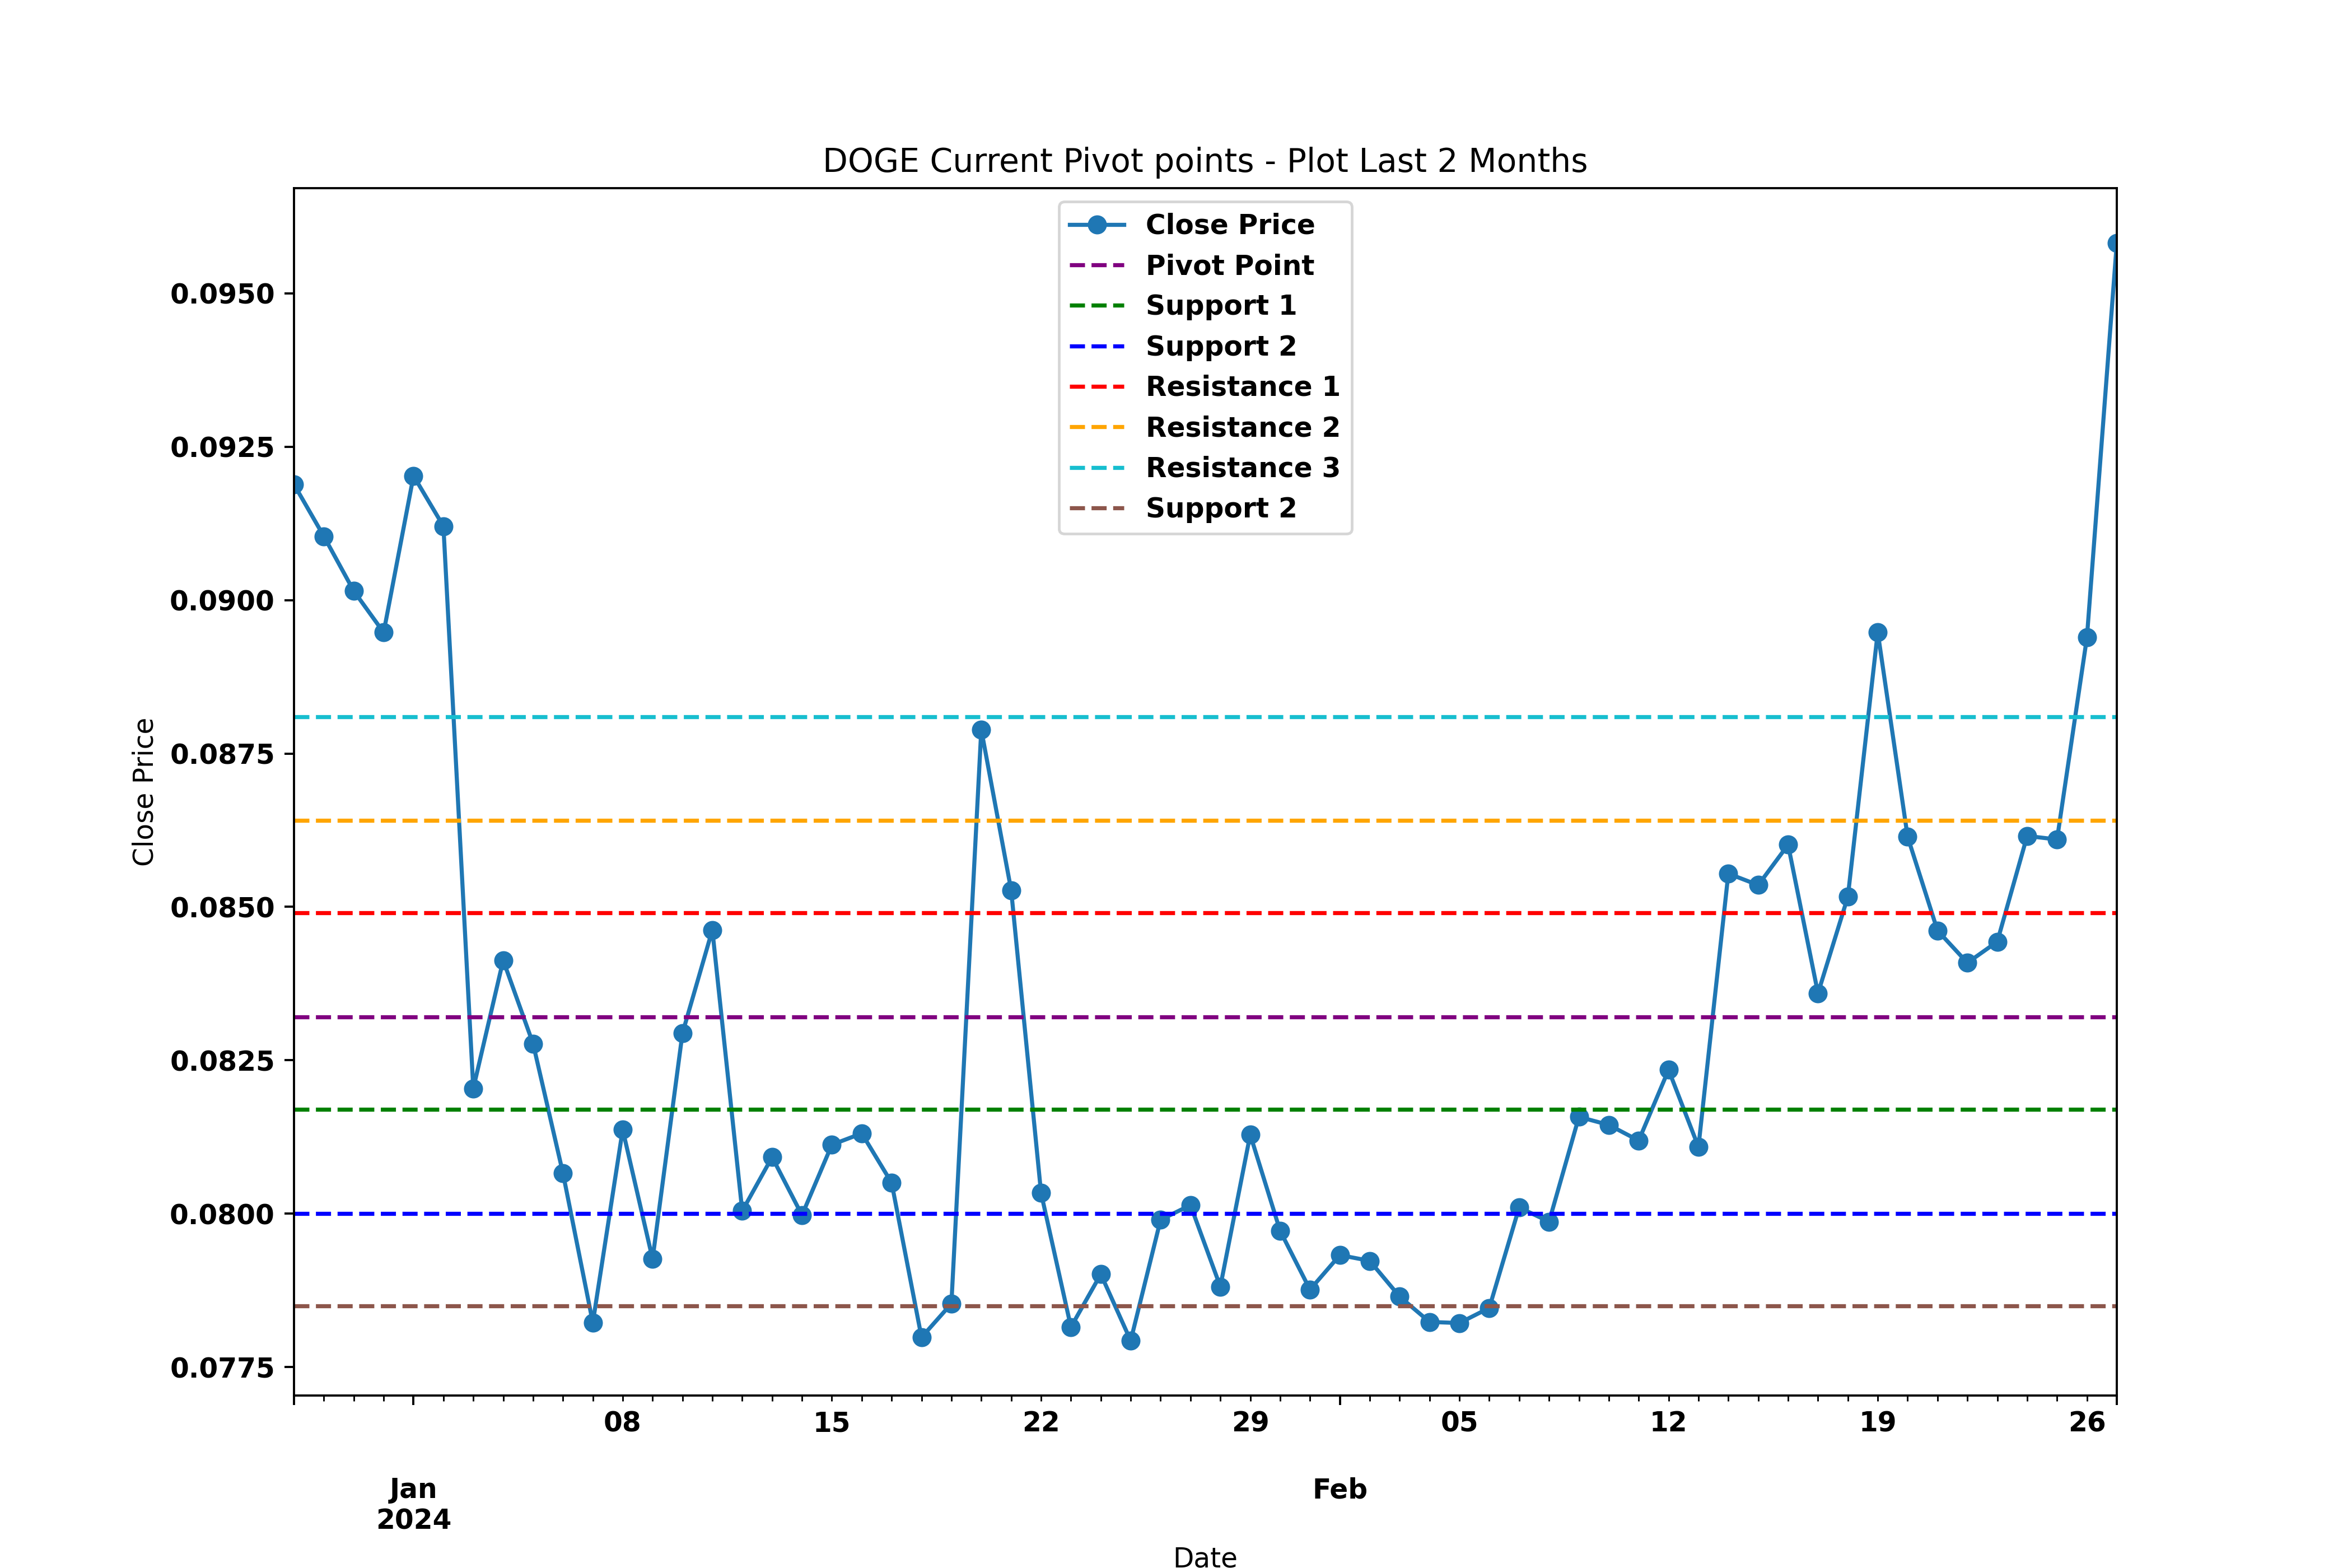 DOGE Current Pivot points - Plot Last 2 Months
Close Price
Pivot Point
Support 1
Support 2
Resistance 1
Resistance 2
Resistance 3
Support 2
0.0950
0.0925
0.0900
0.0875
0.0850
0.0825
0.0800
0.0775
Close Price
08 15 22 29 05 12 19 26
Jan Feb
2024
Date